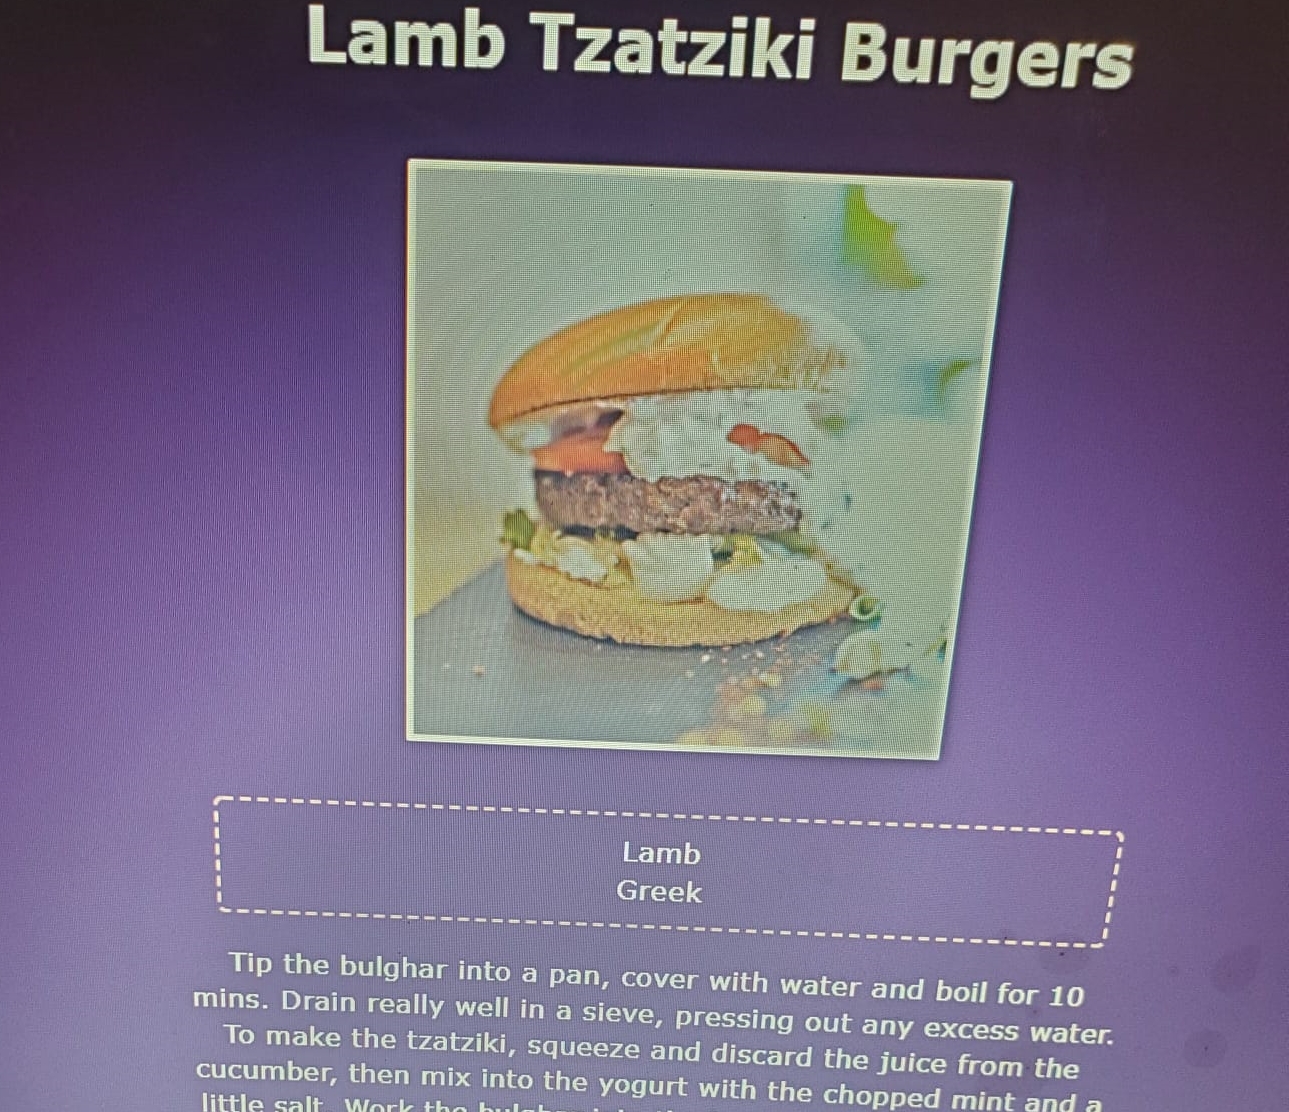 Lamb Tzatziki Burgers
Lamb
Greek
Tip the bulghar into a pan, cover with water and boil for 10
mins. Drain really well in a sieve, pressing out any excess water.
To make the tzatziki, squeeze and discard the juice from the
cucumber, then mix into the yogurt with the chopped mint and a
little salt. Work the bulghar